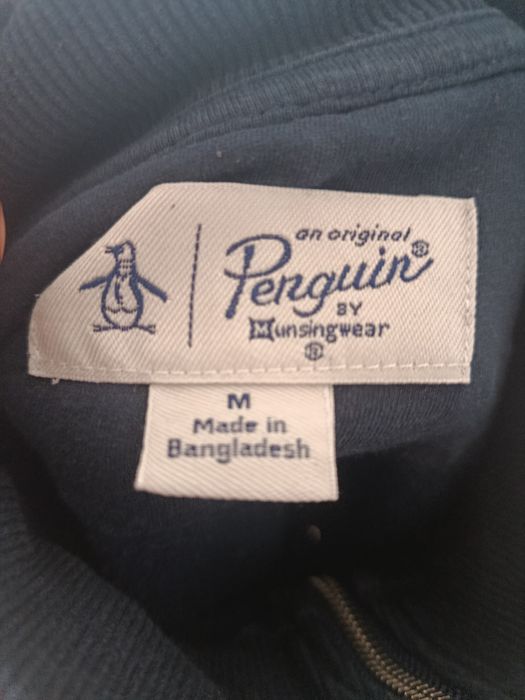 an original
Penguin®
BY
Munsingwear
®
M
Made in
Bangladesh